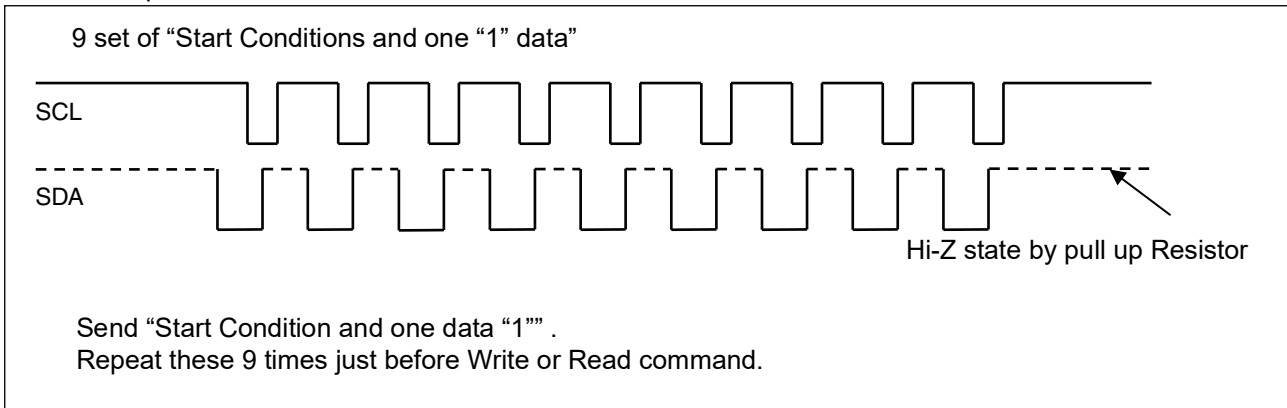 9 set of “Start Conditions and one “1” data”
SCL
SDA
Hi-Z state by pull up Resistor
Send “Start Condition and one data “1”” .
Repeat these 9 times just before Write or Read command.